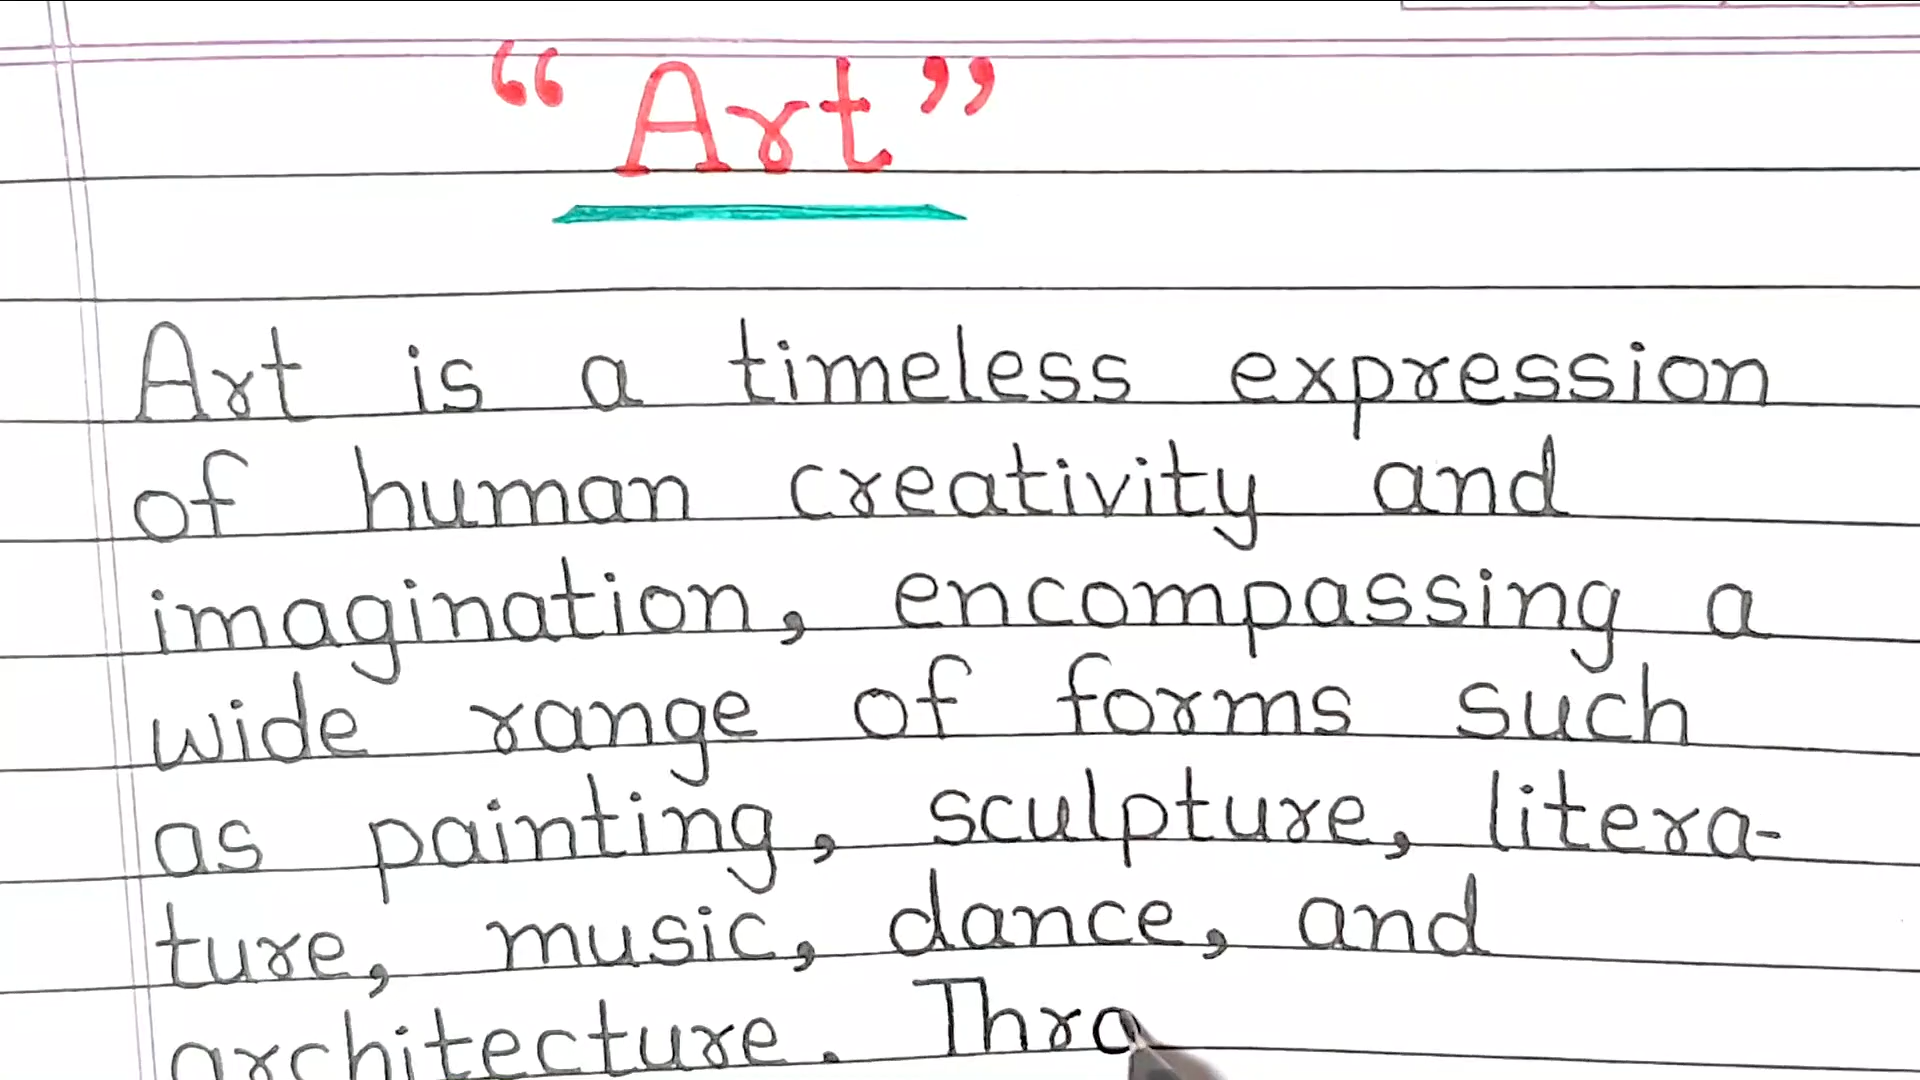 “Art”
Art is a timeless expression
of human creativity and
imagination, encompassing a
wide range of forms such
as painting, sculpture, litera-
ture, music, dance, and
architecture. Thro